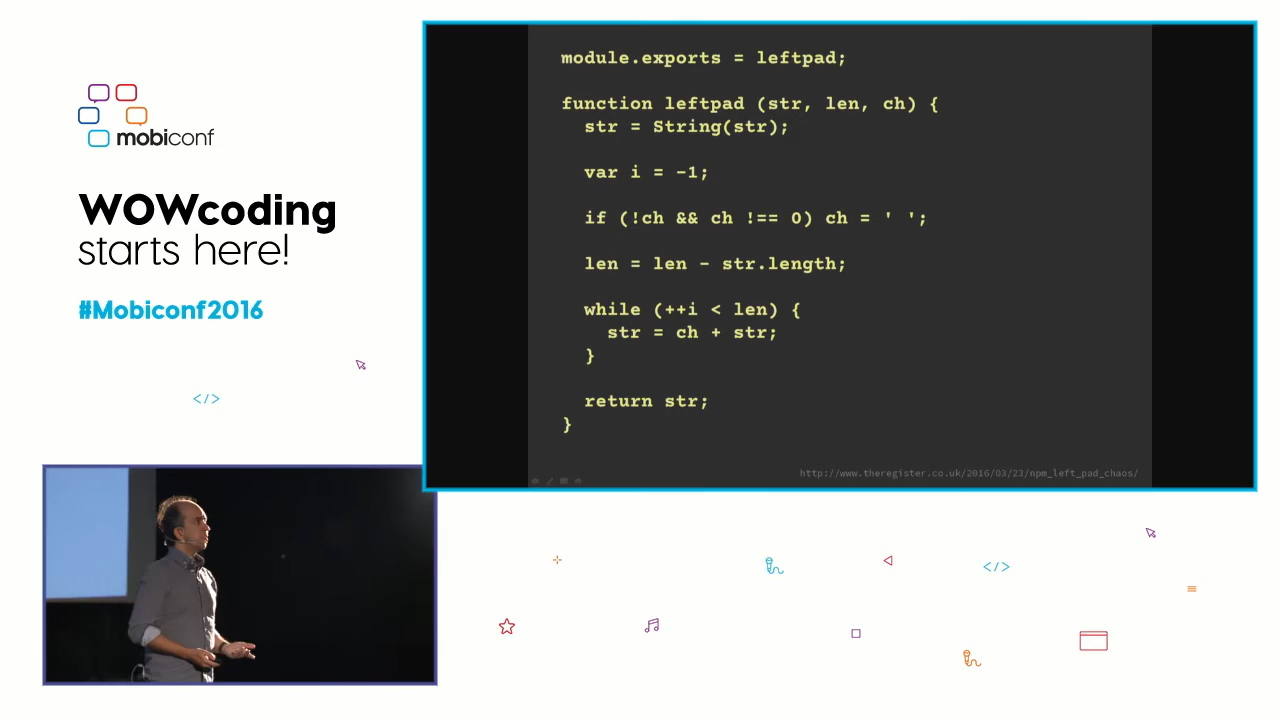 mobiconf
WOWcoding
starts here!
#Mobiconf2016
</>
module.exports = leftpad;
function leftpad (str, len, ch) {
  str = String(str);
  var i = -1;
  if (!ch && ch !== 0) ch = ' ';
  len = len - str.length;
  while (++i < len) {
    str = ch + str;
  }
  return str;
}
http://www.theregister.co.uk/2016/03/23/npm_left_pad_chaos/
</>